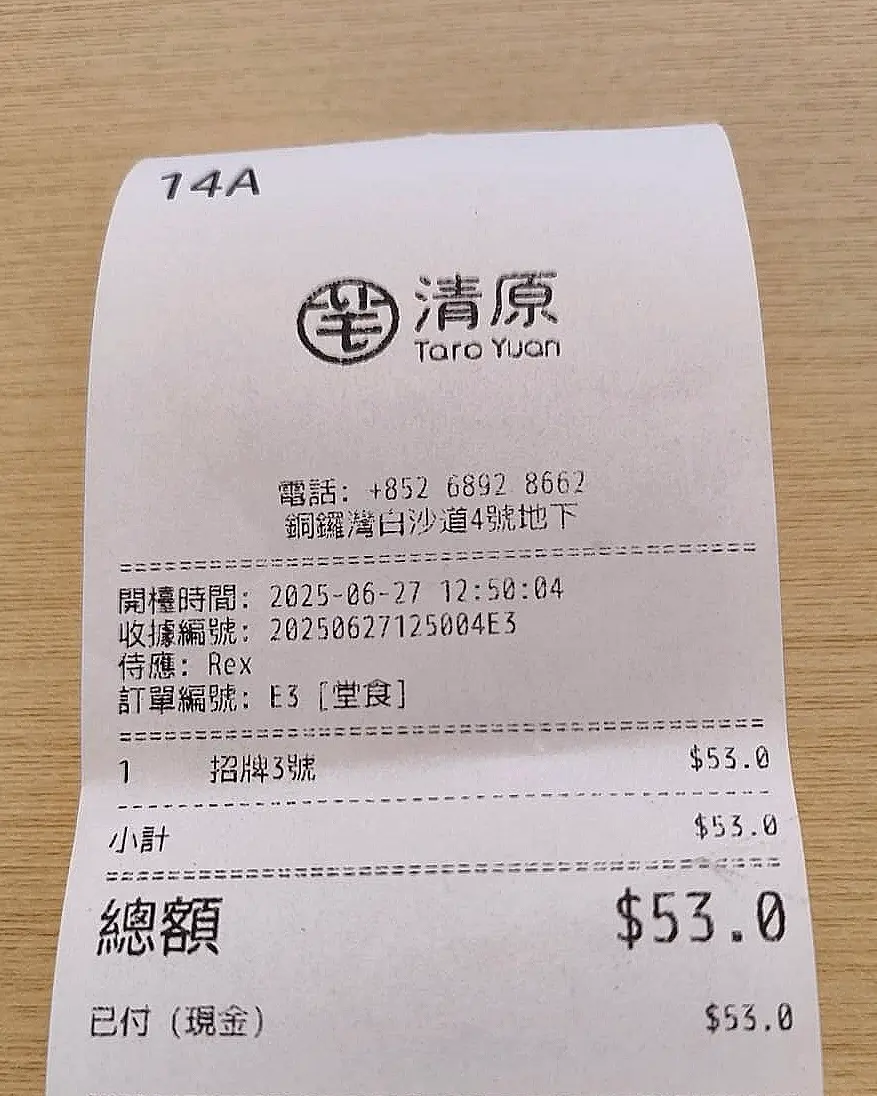 14A
芋 清原
Taro Yuan
電話: +852 6892 8662
銅鑼灣白沙道4號地下
開檯時間: 2025-06-27 12:50:04
收據編號: 20250627125004E3
侍應: Rex
訂單編號: E3 [堂食]
1 招牌3號 $53.0
小計 $53.0
總額 $53.0
已付 (現金) $53.0